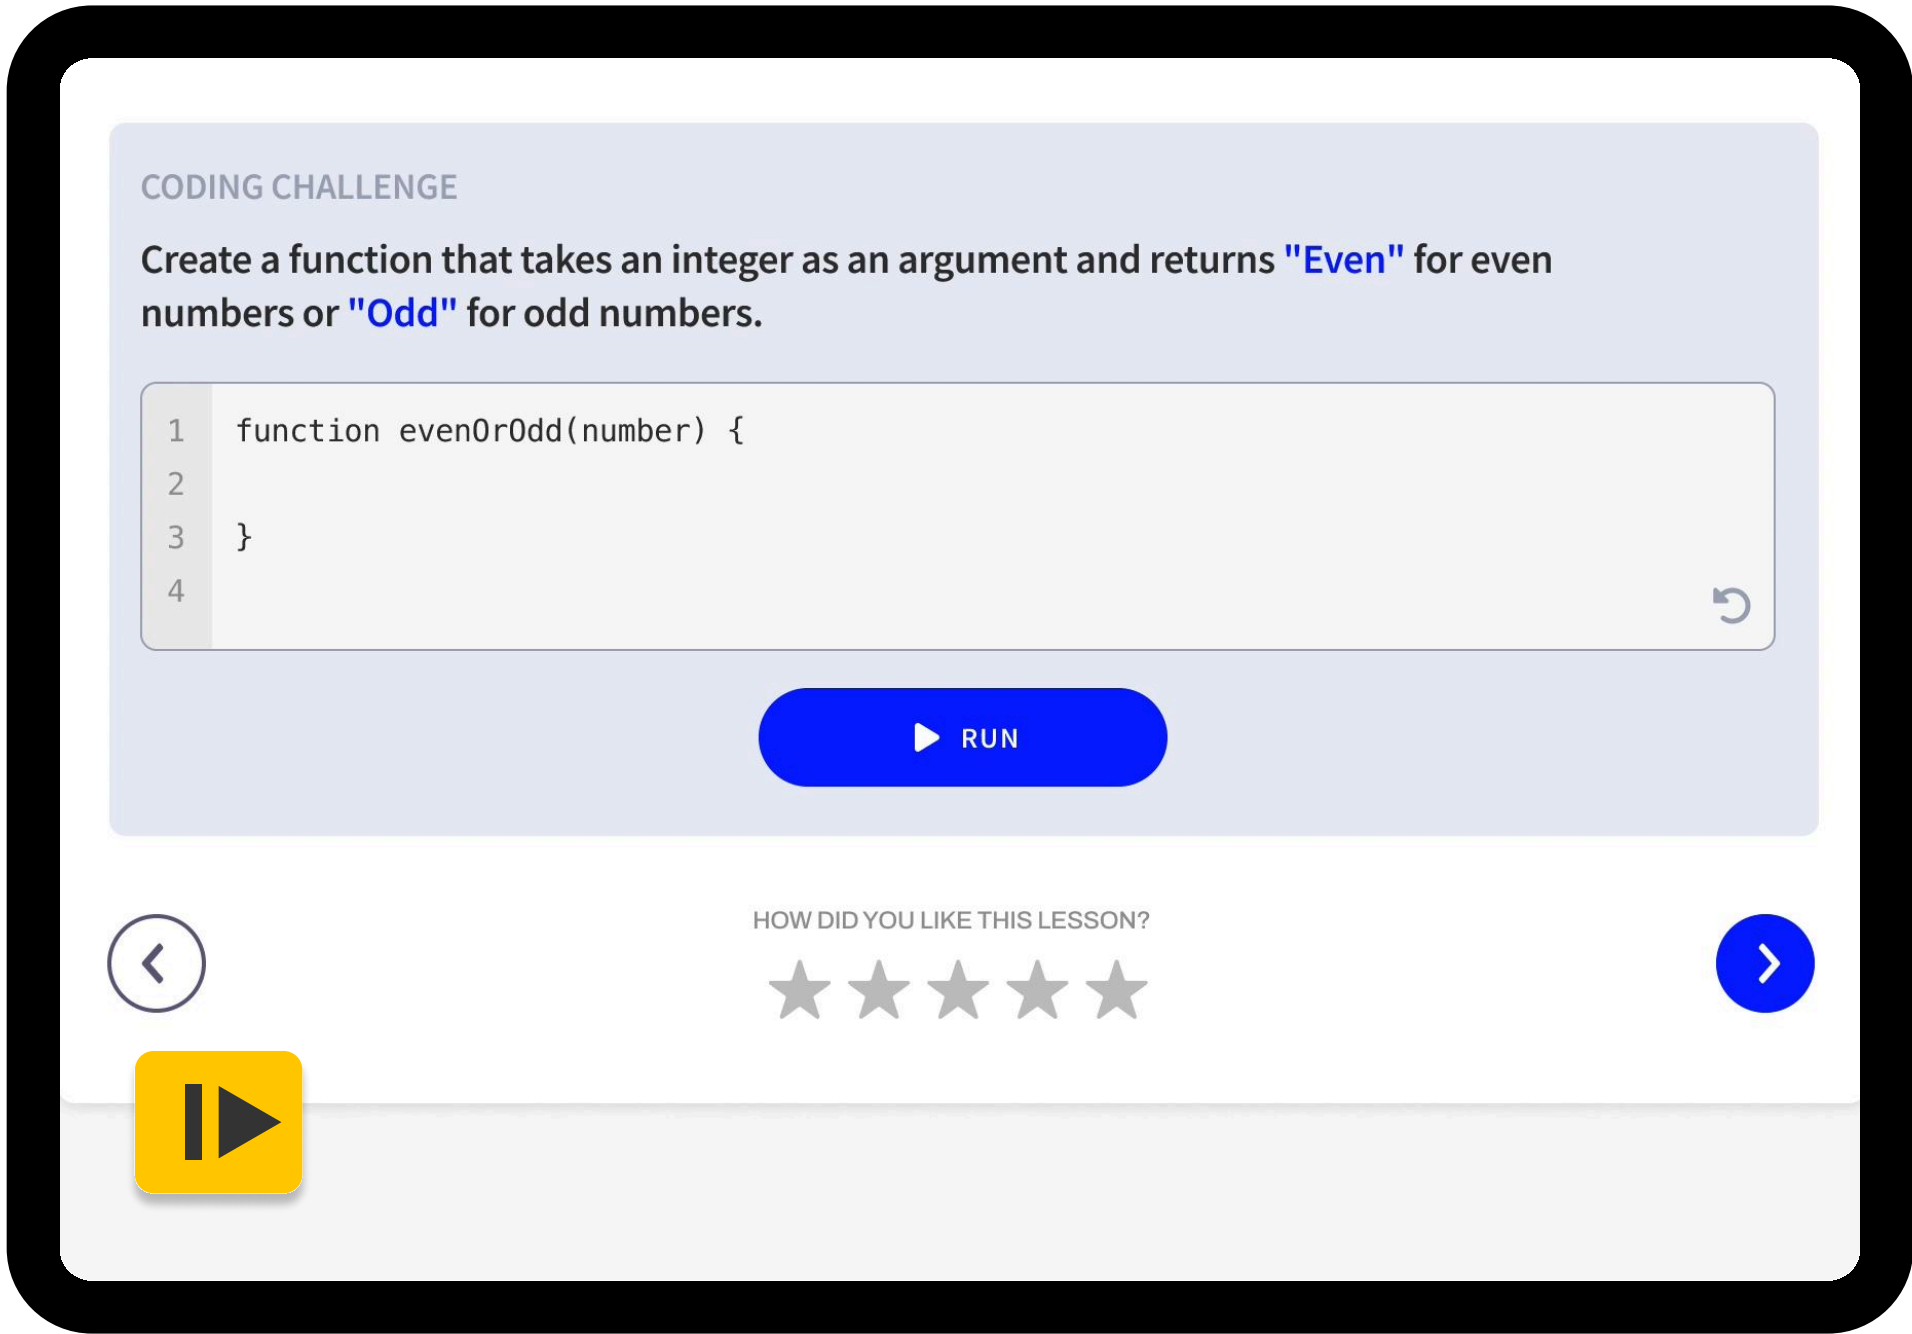 CODING CHALLENGE
Create a function that takes an integer as an argument and returns "Even" for even
numbers or "Odd" for odd numbers.
1 function evenOrOdd(number) {
2
3 }
4
RUN
HOW DID YOU LIKE THIS LESSON?